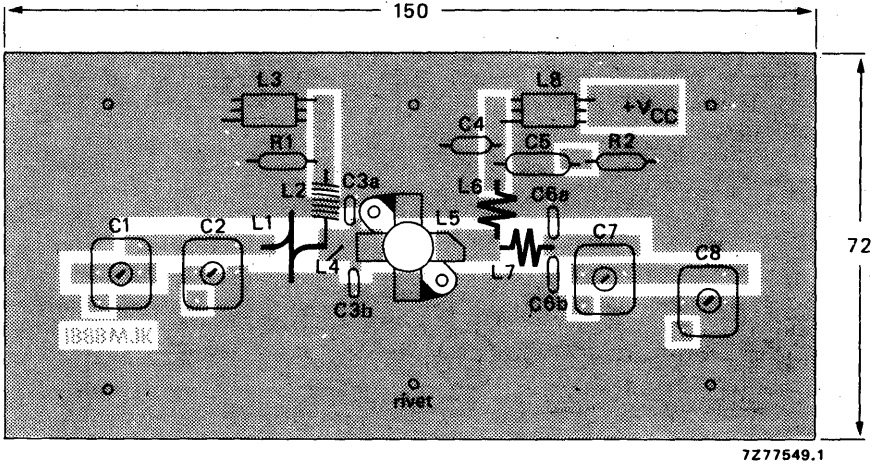 150
L3
L8
+VCC
C4
C5
R2
R1
L2
C3a
L6
C6a
L1
L5
C1
C2
C7
C8
72
L4
L7
C3b
C6b
1888MJK
rivet
7Z77549.1